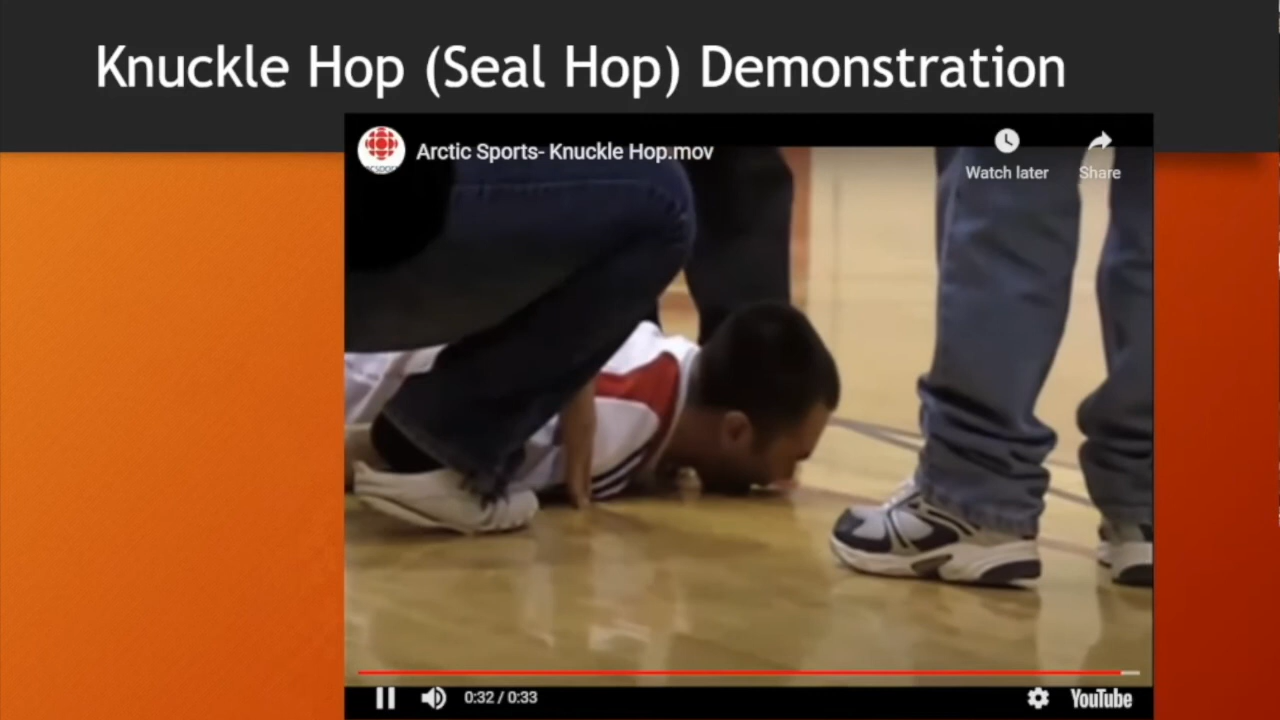 Knuckle Hop (Seal Hop) Demonstration
Arctic Sports- Knuckle Hop.mov
Watch later
Share
0:32 / 0:33
YouTube